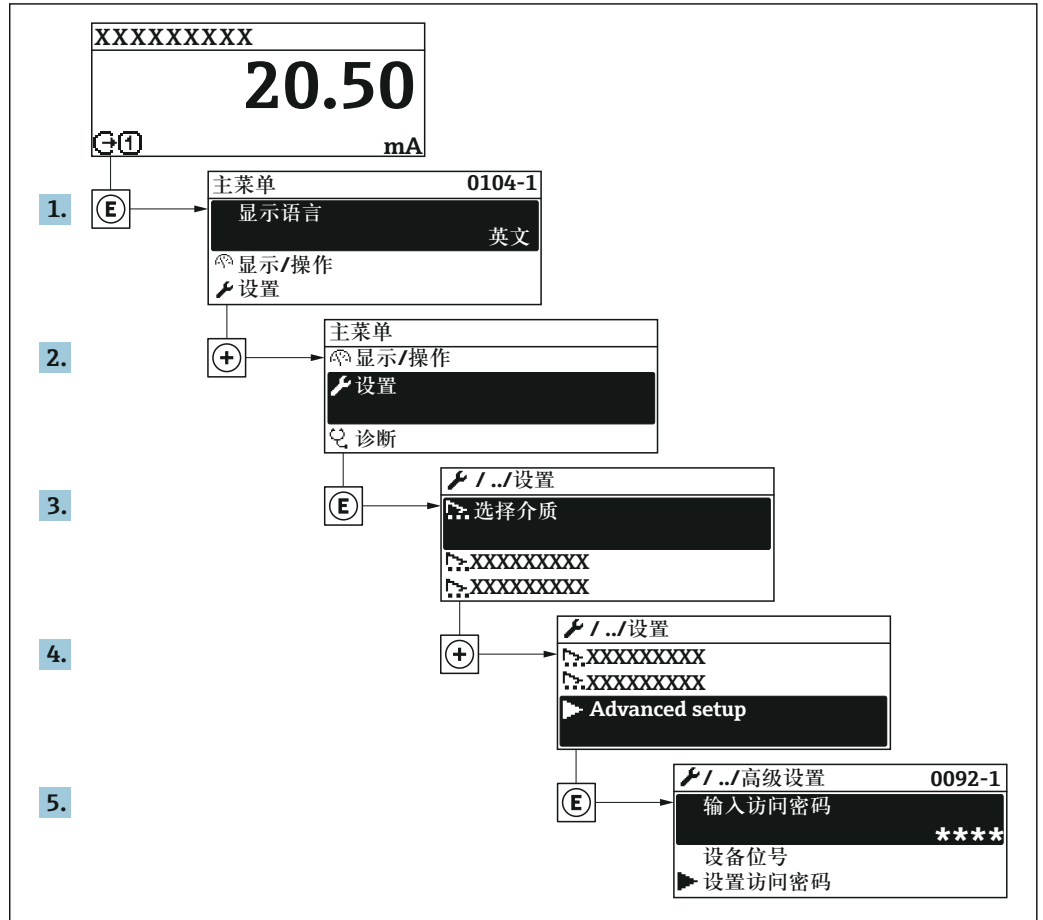 XXXXXXXXX
20.50
mA
1.
E
主菜单 0104-1
显示语言
英文
显示/操作
设置
2.
+
主菜单
显示/操作
设置
诊断
3.
E
/ ../设置
选择介质
XXXXXXXXX
XXXXXXXXX
4.
+
/ ../设置
XXXXXXXXX
XXXXXXXXX
Advanced setup
5.
E
/ ../高级设置 0092-1
输入访问密码
****
设备位号
设置访问密码